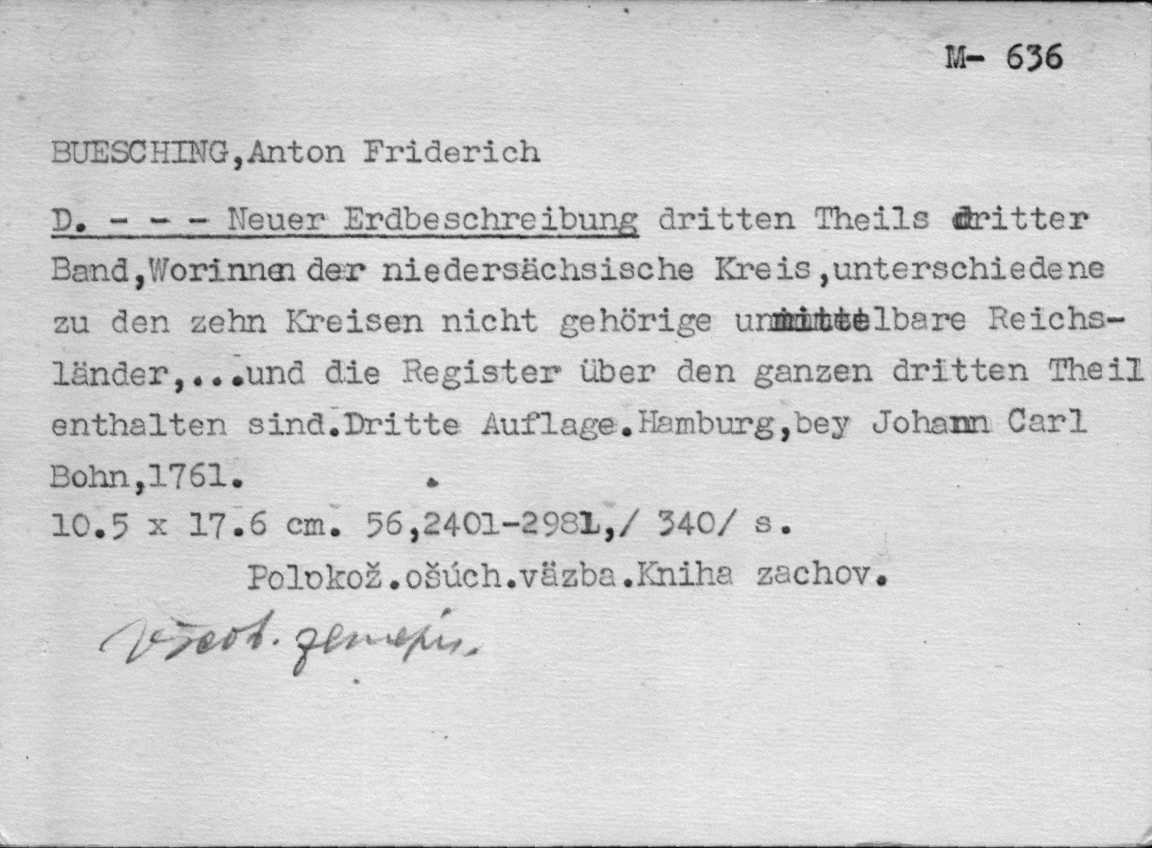 M- 636
BUESCHING,Anton Friderich
D. - - - Neuer Erdbeschreibung dritten Theils dritter
Band,Worinnen der niedersächsische Kreis,unterschiedene
zu den zehn Kreisen nicht gehörige unmittelbare Reichs-
länder,...und die Register über den ganzen dritten Theil
enthalten sind.Dritte Auflage.Hamburg,bey Johann Carl
Bohn,1761.
10.5 x 17.6 cm. 56,2401-2981,/ 340/ s.
Polokož.ošúch.väzba.Kniha zachov.
Všeob. zemepis.